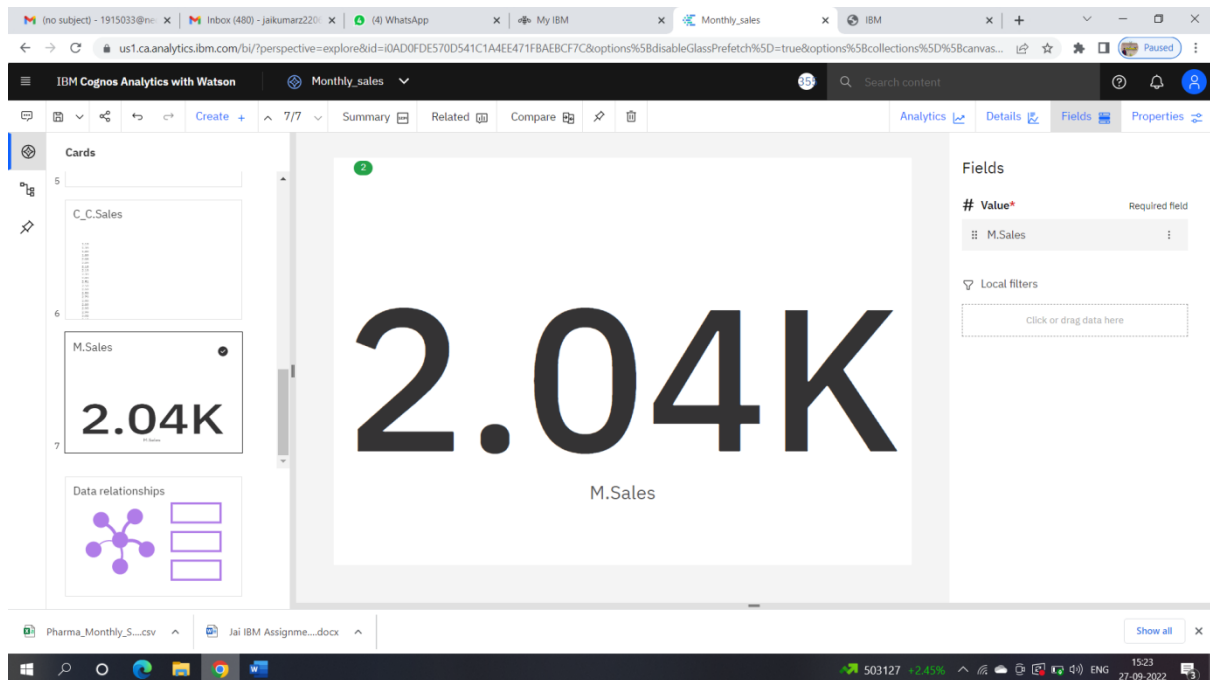 (no subject) - 1915033@ne
Inbox (480) - jaikumarz220
(4) WhatsApp
My IBM
Monthly_sales
IBM
us1.ca.analytics.ibm.com/bi/?perspective=explore&id=i0AD0FDE570D541C1A4EE471FBAEBCF7C&options%5BdisableGlassPrefetch%5D=true&options%5Bcollections%5D%5Bcanvas...
Paused
IBM Cognos Analytics with Watson
Monthly_sales
Search content
Create +
7/7
Summary
Related
Compare
Analytics
Details
Fields
Properties
Cards
5
C_C.Sales
6
M.Sales
2.04K
M.Sales
7
Data relationships
2
2.04K
M.Sales
Fields
# Value*
Required field
M.Sales
Local filters
Click or drag data here
Pharma_Monthly_S....csv
Jai IBM Assignme....docx
Show all
503127 +2.45%
ENG
15:23
27-09-2022